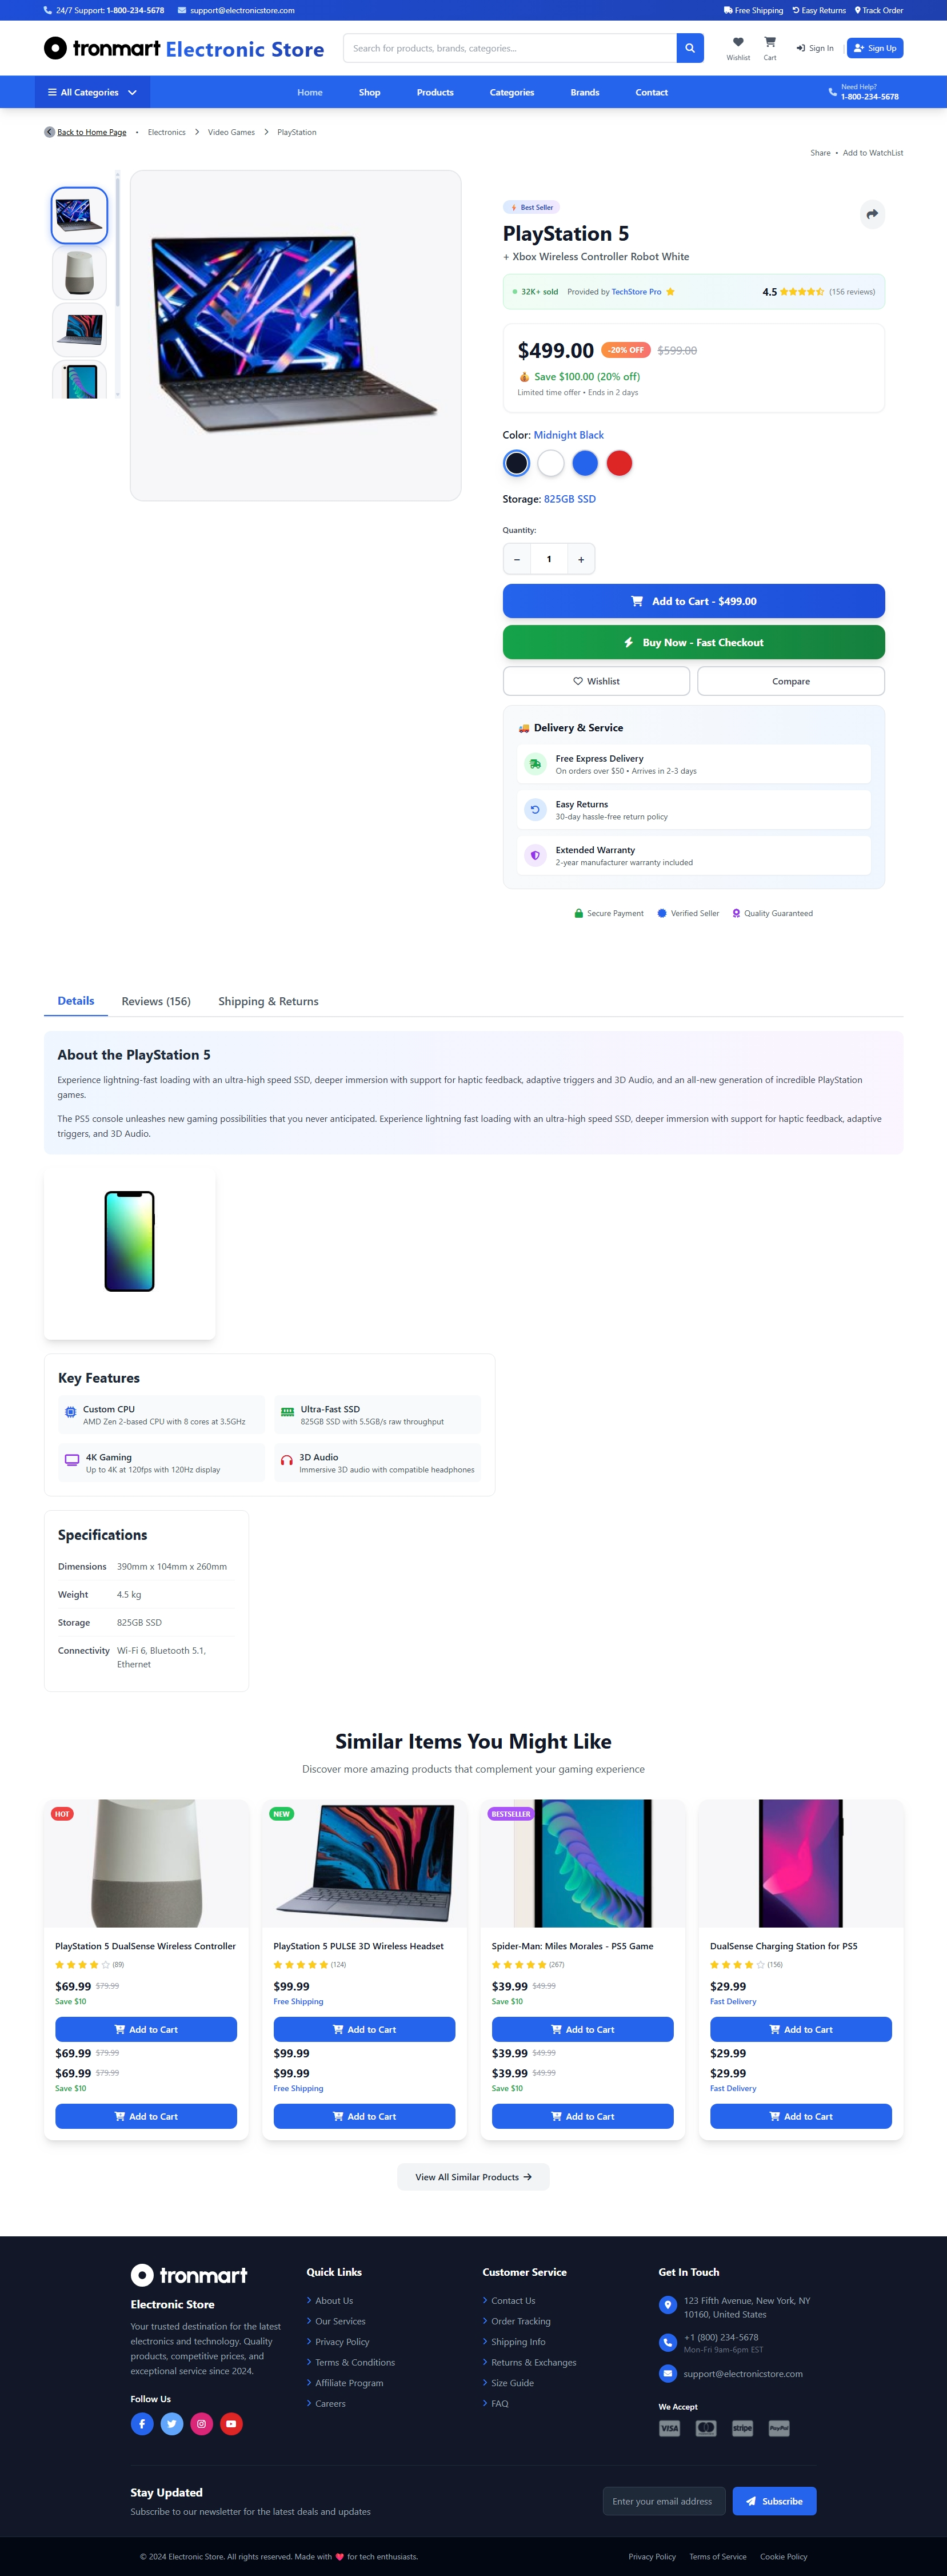 24/7 Support: 1-800-234-5678 support@electronicstore.com Free Shipping Easy Returns Track Order
tronmart Electronic Store Search for products, brands, categories... Wishlist Cart Sign In Sign Up
All Categories Home Shop Products Categories Brands Contact Need Help?
1-800-234-5678
Back to Home Page • Electronics > Video Games > PlayStation
Share • Add to WatchList
Best Seller
PlayStation 5
+ Xbox Wireless Controller Robot White
32K+ sold Provided by TechStore Pro 4.5 (156 reviews)
$499.00 -20% OFF $599.00
Save $100.00 (20% off)
Limited time offer • Ends in 2 days
Color: Midnight Black
Storage: 825GB SSD
Quantity:
− 1 +
Add to Cart - $499.00
Buy Now - Fast Checkout
Wishlist Compare
Delivery & Service
Free Express Delivery
On orders over $50 • Arrives in 2-3 days
Easy Returns
30-day hassle-free return policy
Extended Warranty
2-year manufacturer warranty included
Secure Payment Verified Seller Quality Guaranteed
Details Reviews (156) Shipping & Returns
About the PlayStation 5
Experience lightning-fast loading with an ultra-high speed SSD, deeper immersion with support for haptic feedback, adaptive triggers and 3D Audio, and an all-new generation of incredible PlayStation
games.
The PS5 console unleashes new gaming possibilities that you never anticipated. Experience lightning fast loading with an ultra-high speed SSD, deeper immersion with support for haptic feedback, adaptive
triggers, and 3D Audio.
Key Features
Custom CPU
AMD Zen 2-based CPU with 8 cores at 3.5GHz
Ultra-Fast SSD
825GB SSD with 5.5GB/s raw throughput
4K Gaming
Up to 4K at 120fps with 120Hz display
3D Audio
Immersive 3D audio with compatible headphones
Specifications
Dimensions 390mm x 104mm x 260mm
Weight 4.5 kg
Storage 825GB SSD
Connectivity Wi-Fi 6, Bluetooth 5.1,
Ethernet
Similar Items You Might Like
Discover more amazing products that complement your gaming experience
HOT
PlayStation 5 DualSense Wireless Controller
(89)
$69.99 $79.99
Save $10
Add to Cart
$69.99 $79.99
$69.99 $79.99
Save $10
Add to Cart
NEW
PlayStation 5 PULSE 3D Wireless Headset
(124)
$99.99
Free Shipping
Add to Cart
$99.99
$99.99
Free Shipping
Add to Cart
BESTSELLER
Spider-Man: Miles Morales - PS5 Game
(267)
$39.99 $49.99
Save $10
Add to Cart
$39.99 $49.99
$39.99 $49.99
Save $10
Add to Cart
DualSense Charging Station for PS5
(156)
$29.99
Fast Delivery
Add to Cart
$29.99
$29.99
Fast Delivery
Add to Cart
View All Similar Products
tronmart
Electronic Store
Your trusted destination for the latest
electronics and technology. Quality
products, competitive prices, and
exceptional service since 2024.
Follow Us
Quick Links
About Us
Our Services
Privacy Policy
Terms & Conditions
Affiliate Program
Careers
Customer Service
Contact Us
Order Tracking
Shipping Info
Returns & Exchanges
Size Guide
FAQ
Get In Touch
123 Fifth Avenue, New York, NY
10160, United States
+1 (800) 234-5678
Mon-Fri 9am-6pm EST
support@electronicstore.com
We Accept
VISA stripe PayPal
Stay Updated
Subscribe to our newsletter for the latest deals and updates
Enter your email address Subscribe
© 2024 Electronic Store. All rights reserved. Made with ❤️ for tech enthusiasts. Privacy Policy Terms of Service Cookie Policy